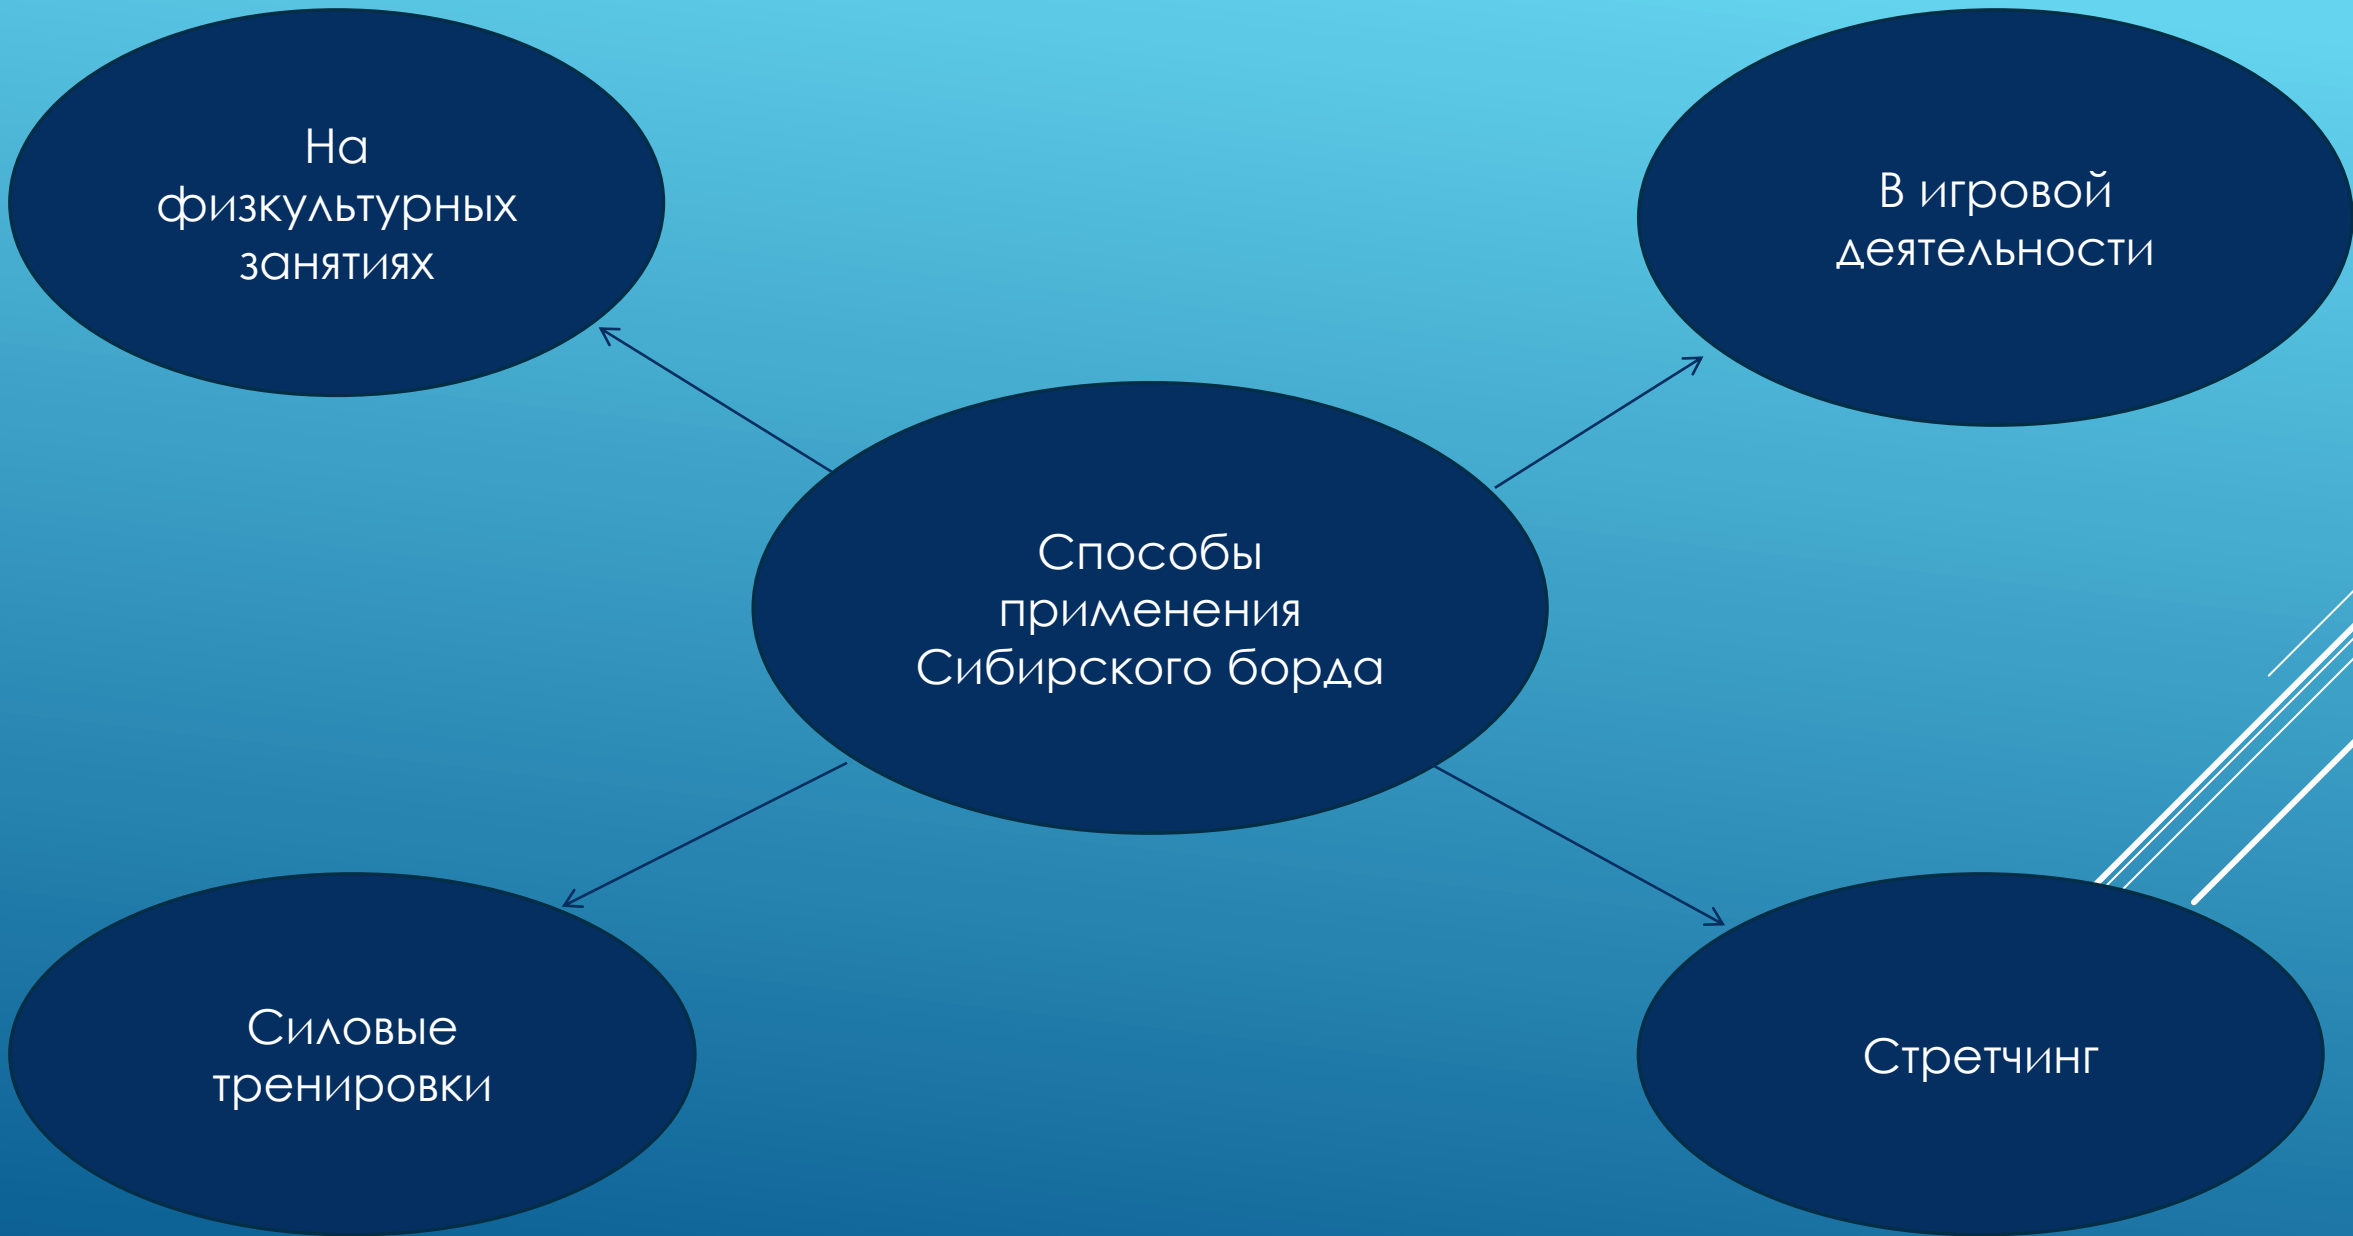 На
физкультурных
занятиях
В игровой
деятельности
Способы
применения
Сибирского борда
Силовые
тренировки
Стретчинг